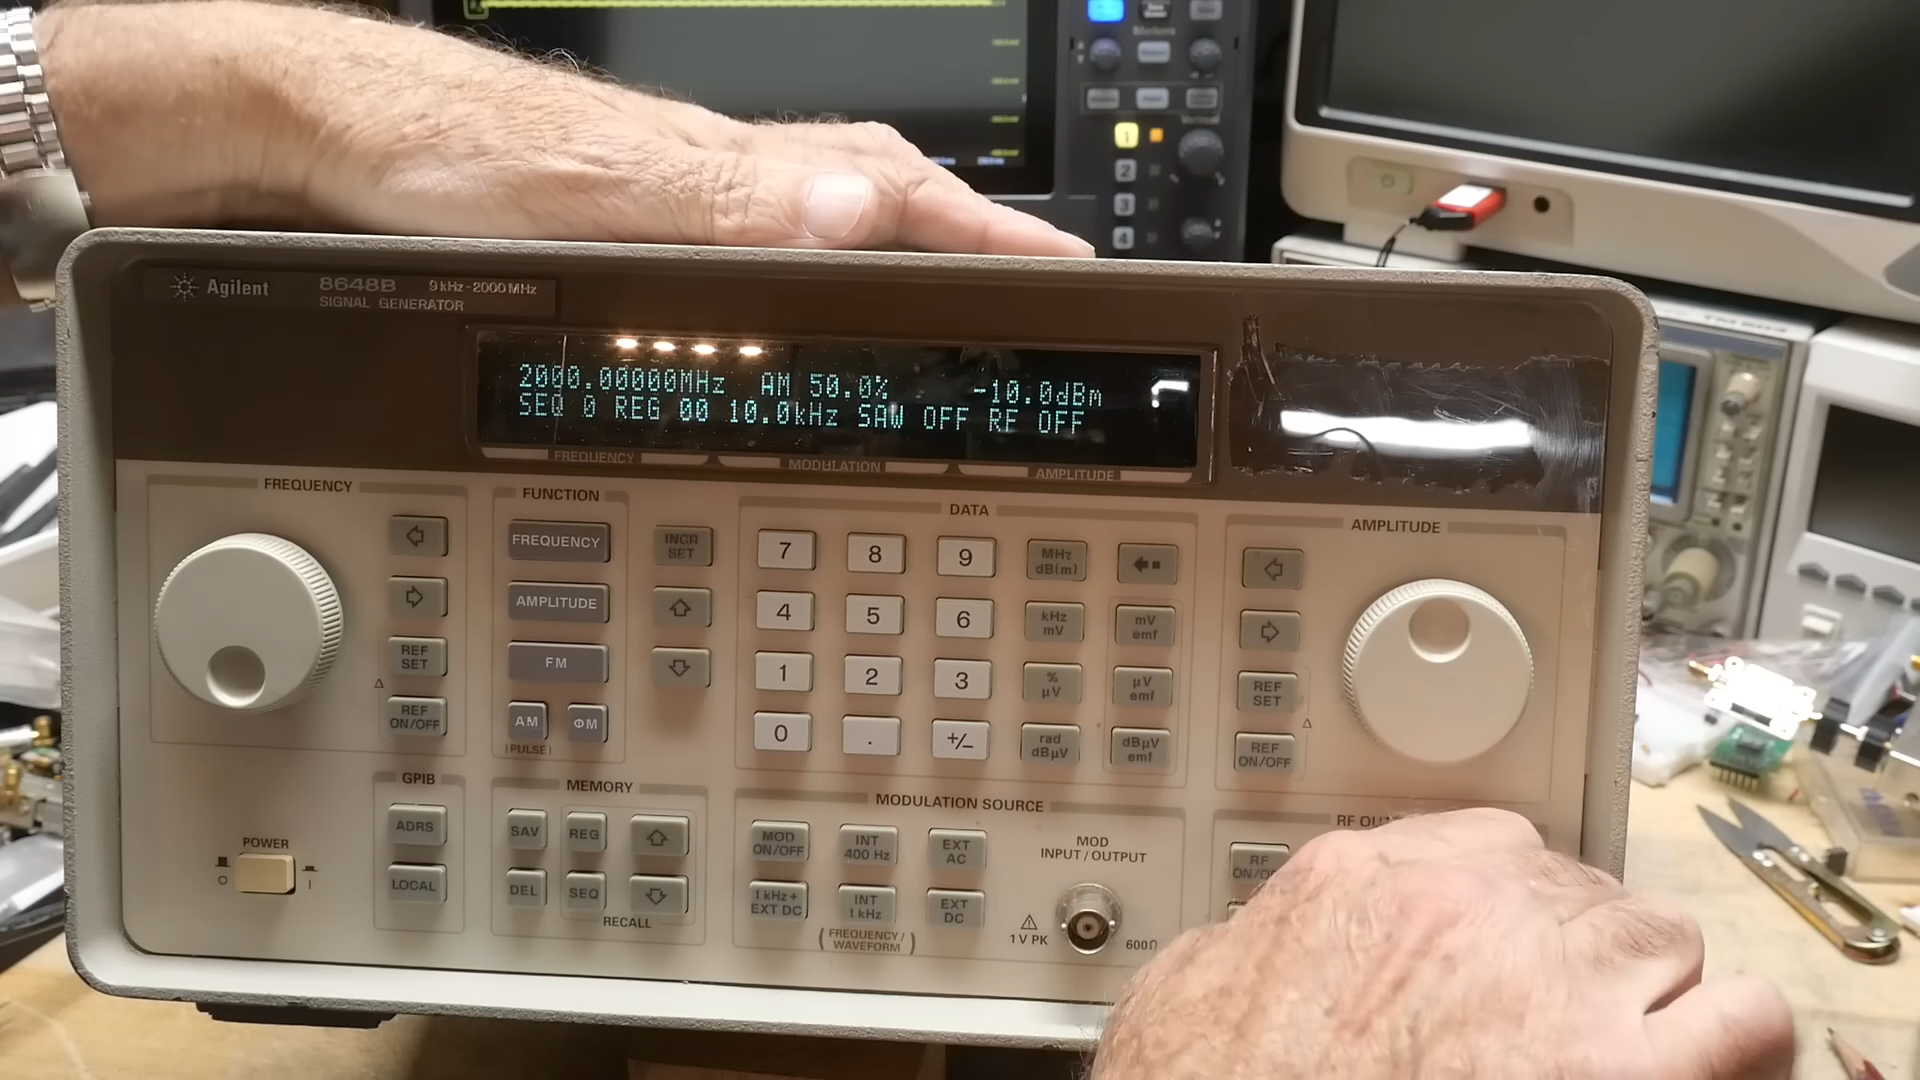 Agilent 8648B 9 kHz - 2000 MHz
SIGNAL GENERATOR
2000.00000MHz AM 50.0% -10.0dBm
SEQ 0 REG 00 10.0kHz SAW OFF RF OFF
FREQUENCY MODULATION AMPLITUDE
FREQUENCY
REF SET
Δ
REF ON/OFF
FUNCTION
FREQUENCY
AMPLITUDE
FM
AM ΦM
(PULSE)
INCR SET
DATA
7 8 9 MHz dB(m)
4 5 6 kHz mV mV emf
1 2 3 % µV µV emf
0 . +/- rad dBµV dBµV emf
AMPLITUDE
REF SET
Δ
REF ON/OFF
POWER
O I
GPIB
ADRS
LOCAL
MEMORY
SAV REG
DEL SEQ
RECALL
MODULATION SOURCE
MOD ON/OFF INT 400 Hz EXT AC
1 kHz + EXT DC INT 1 kHz EXT DC
(FREQUENCY / WAVEFORM)
MOD
INPUT / OUTPUT
1 V PK 600Ω
RF
1
2
3
4